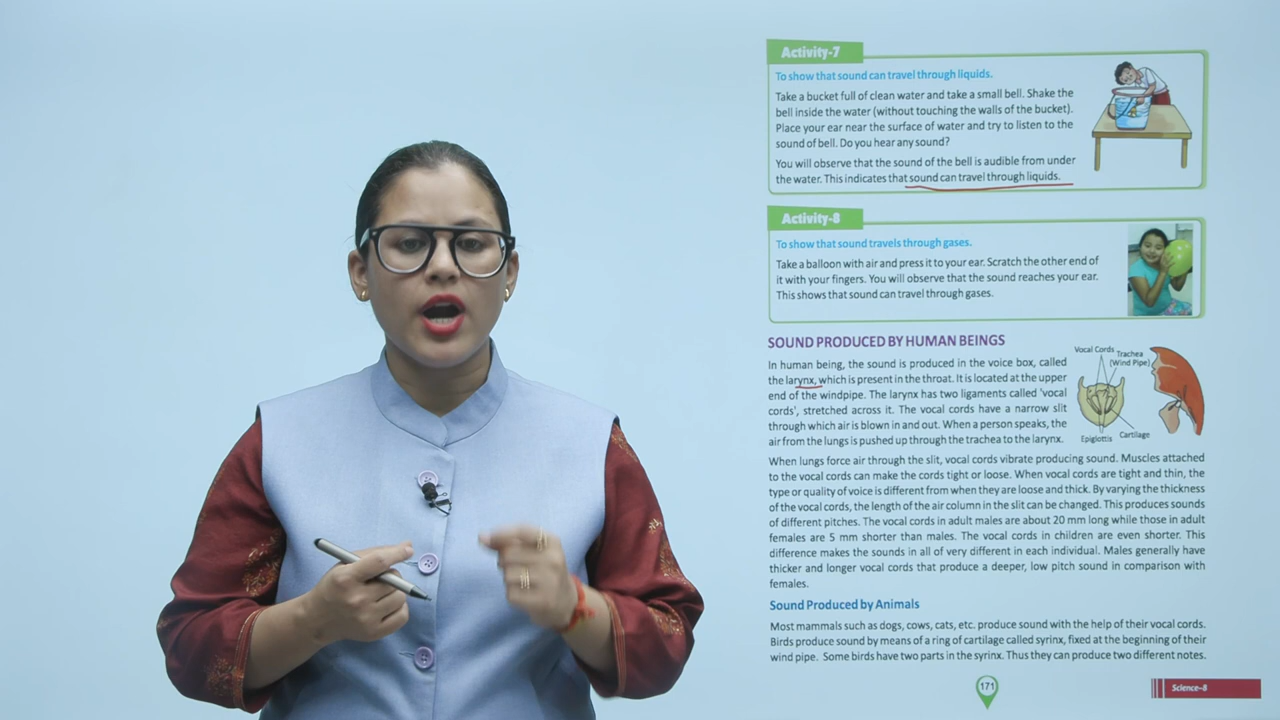 Activity-7
To show that sound can travel through liquids.
Take a bucket full of clean water and take a small bell. Shake the
bell inside the water (without touching the walls of the bucket).
Place your ear near the surface of water and try to listen to the
sound of bell. Do you hear any sound?
You will observe that the sound of the bell is audible from under
the water. This indicates that sound can travel through liquids.
Activity-8
To show that sound travels through gases.
Take a balloon with air and press it to your ear. Scratch the other end of
it with your fingers. You will observe that the sound reaches your ear.
This shows that sound can travel through gases.
SOUND PRODUCED BY HUMAN BEINGS
In human being, the sound is produced in the voice box, called
the larynx, which is present in the throat. It is located at the upper
end of the windpipe. The larynx has two ligaments called 'vocal
cords', stretched across it. The vocal cords have a narrow slit
through which air is blown in and out. When a person speaks, the
air from the lungs is pushed up through the trachea to the larynx.
Vocal Cords
Trachea
(Wind Pipe)
Epiglottis
Cartilage
When lungs force air through the slit, vocal cords vibrate producing sound. Muscles attached
to the vocal cords can make the cords tight or loose. When vocal cords are tight and thin, the
type or quality of voice is different from when they are loose and thick. By varying the thickness
of the vocal cords, the length of the air column in the slit can be changed. This produces sounds
of different pitches. The vocal cords in adult males are about 20 mm long while those in adult
females are 5 mm shorter than males. The vocal cords in children are even shorter. This
difference makes the sounds in all of very different in each individual. Males generally have
thicker and longer vocal cords that produce a deeper, low pitch sound in comparison with
females.
Sound Produced by Animals
Most mammals such as dogs, cows, cats, etc. produce sound with the help of their vocal cords.
Birds produce sound by means of a ring of cartilage called syrinx, fixed at the beginning of their
wind pipe. Some birds have two parts in the syrinx. Thus they can produce two different notes.
171
Science-8